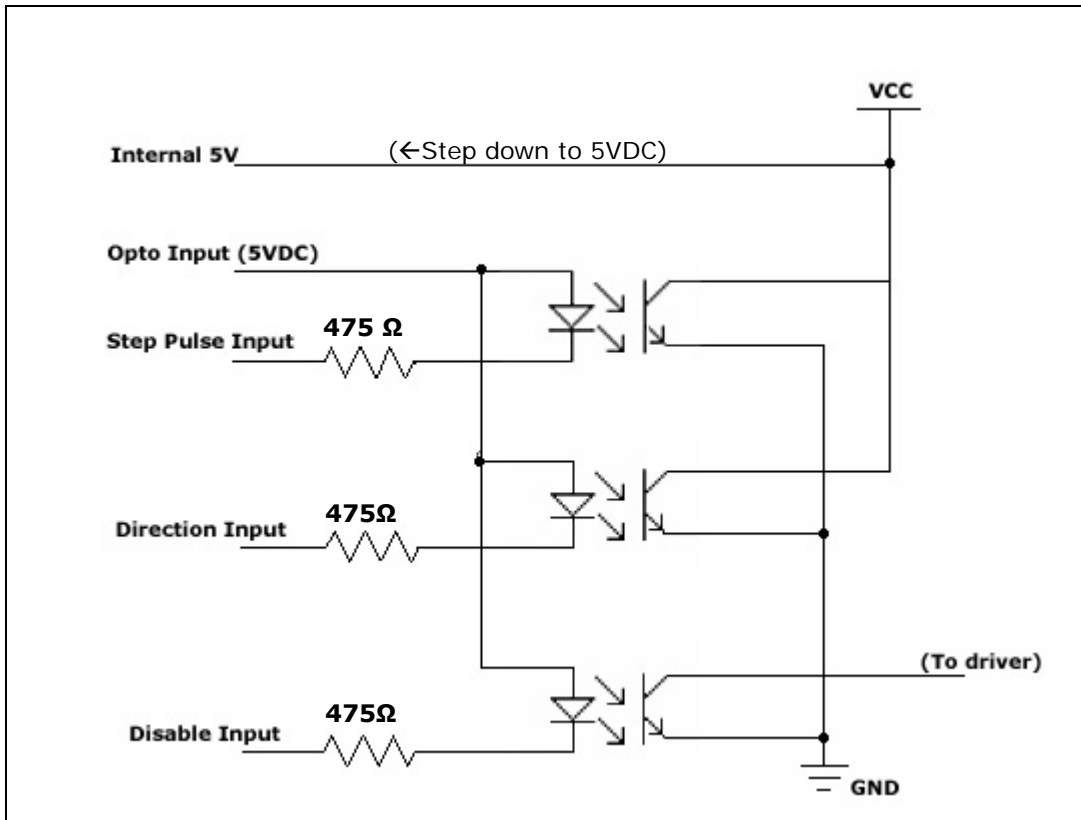 VCC
Internal 5V
(←Step down to 5VDC)
Opto Input (5VDC)
475 Ω
Step Pulse Input
475Ω
Direction Input
(To driver)
475Ω
Disable Input
GND